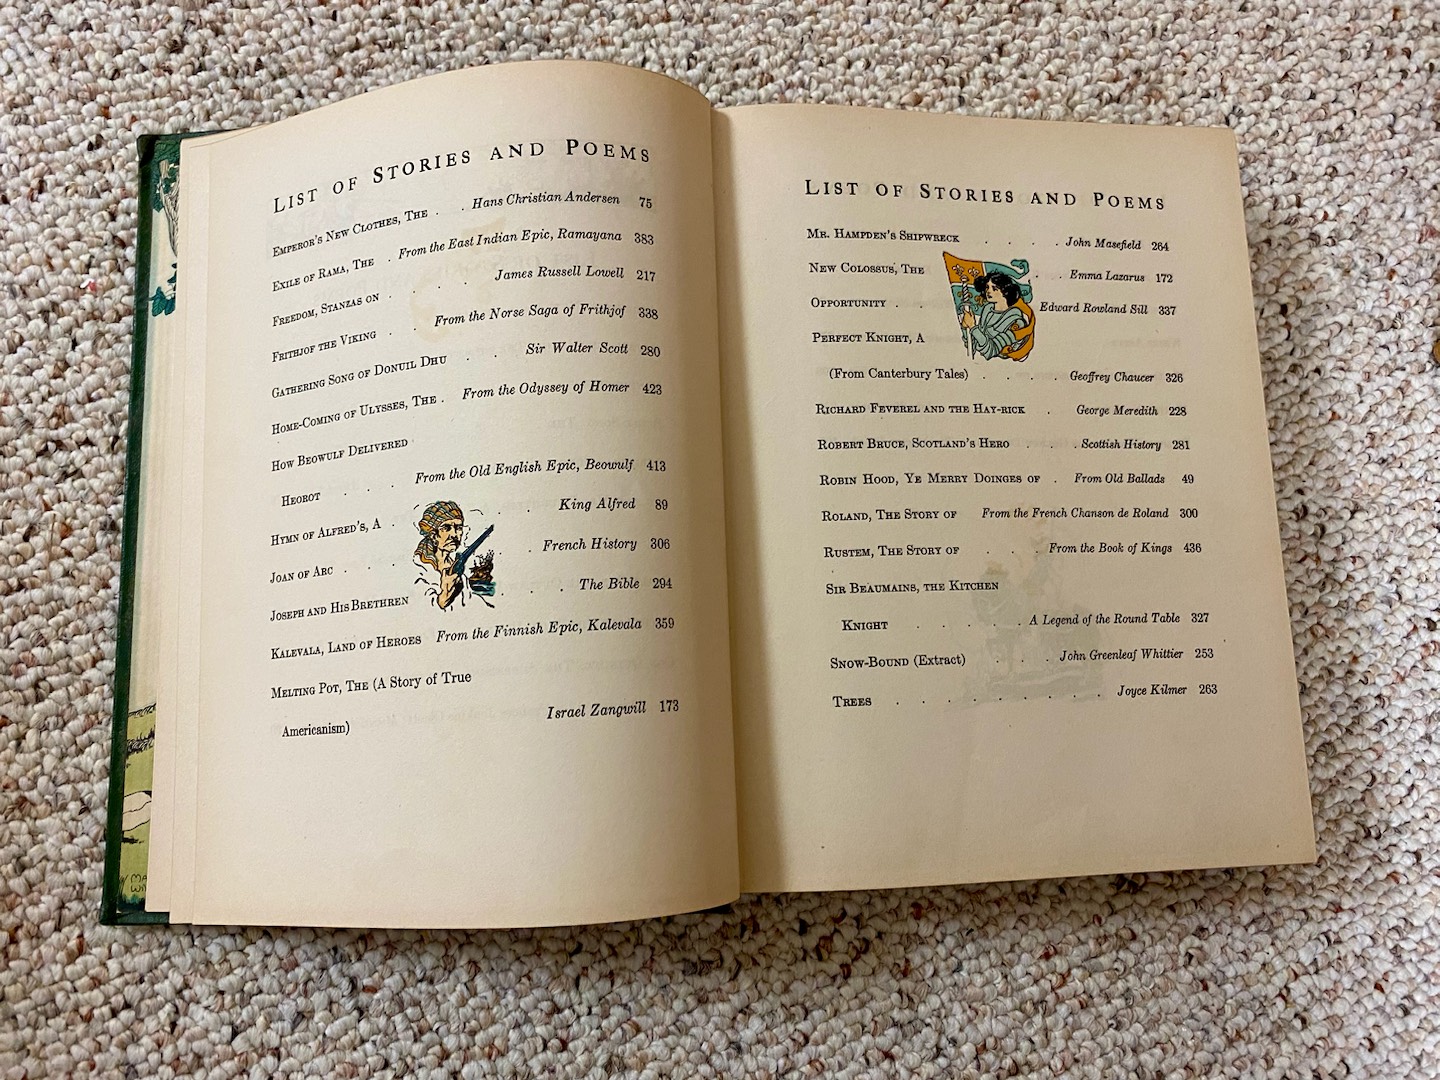 List of Stories and Poems
Emperor's New Clothes, The . . Hans Christian Andersen 75
Exile of Rama, The . From the East Indian Epic, Ramayana 383
Freedom, Stanzas on . . . . James Russell Lowell 217
Frithjof the Viking . . From the Norse Saga of Frithjof 338
Gathering Song of Donuil Dhu . . Sir Walter Scott 280
Home-Coming of Ulysses, The . From the Odyssey of Homer 423
How Beowulf Delivered
Heorot . . . From the Old English Epic, Beowulf 413
Hymn of Alfred's, A . . . King Alfred 89
Joan of Arc . . . . . French History 306
Joseph and His Brethren . . . The Bible 294
Kalevala, Land of Heroes From the Finnish Epic, Kalevala 359
Melting Pot, The (A Story of True
Americanism) Israel Zangwill 173
List of Stories and Poems
Mr. Hampden's Shipwreck . . . . John Masefield 264
New Colossus, The . . Emma Lazarus 172
Opportunity . . Edward Rowland Sill 337
Perfect Knight, A
(From Canterbury Tales) . . . . Geoffrey Chaucer 326
Richard Feverel and the Hay-rick . George Meredith 228
Robert Bruce, Scotland's Hero . . . Scottish History 281
Robin Hood, Ye Merry Doinges of . From Old Ballads 49
Roland, The Story of From the French Chanson de Roland 300
Rustem, The Story of . . . From the Book of Kings 436
Sir Beaumains, the Kitchen
Knight . . . . . A Legend of the Round Table 327
Snow-Bound (Extract) . . . John Greenleaf Whittier 253
Trees . . . . . . . . . Joyce Kilmer 263